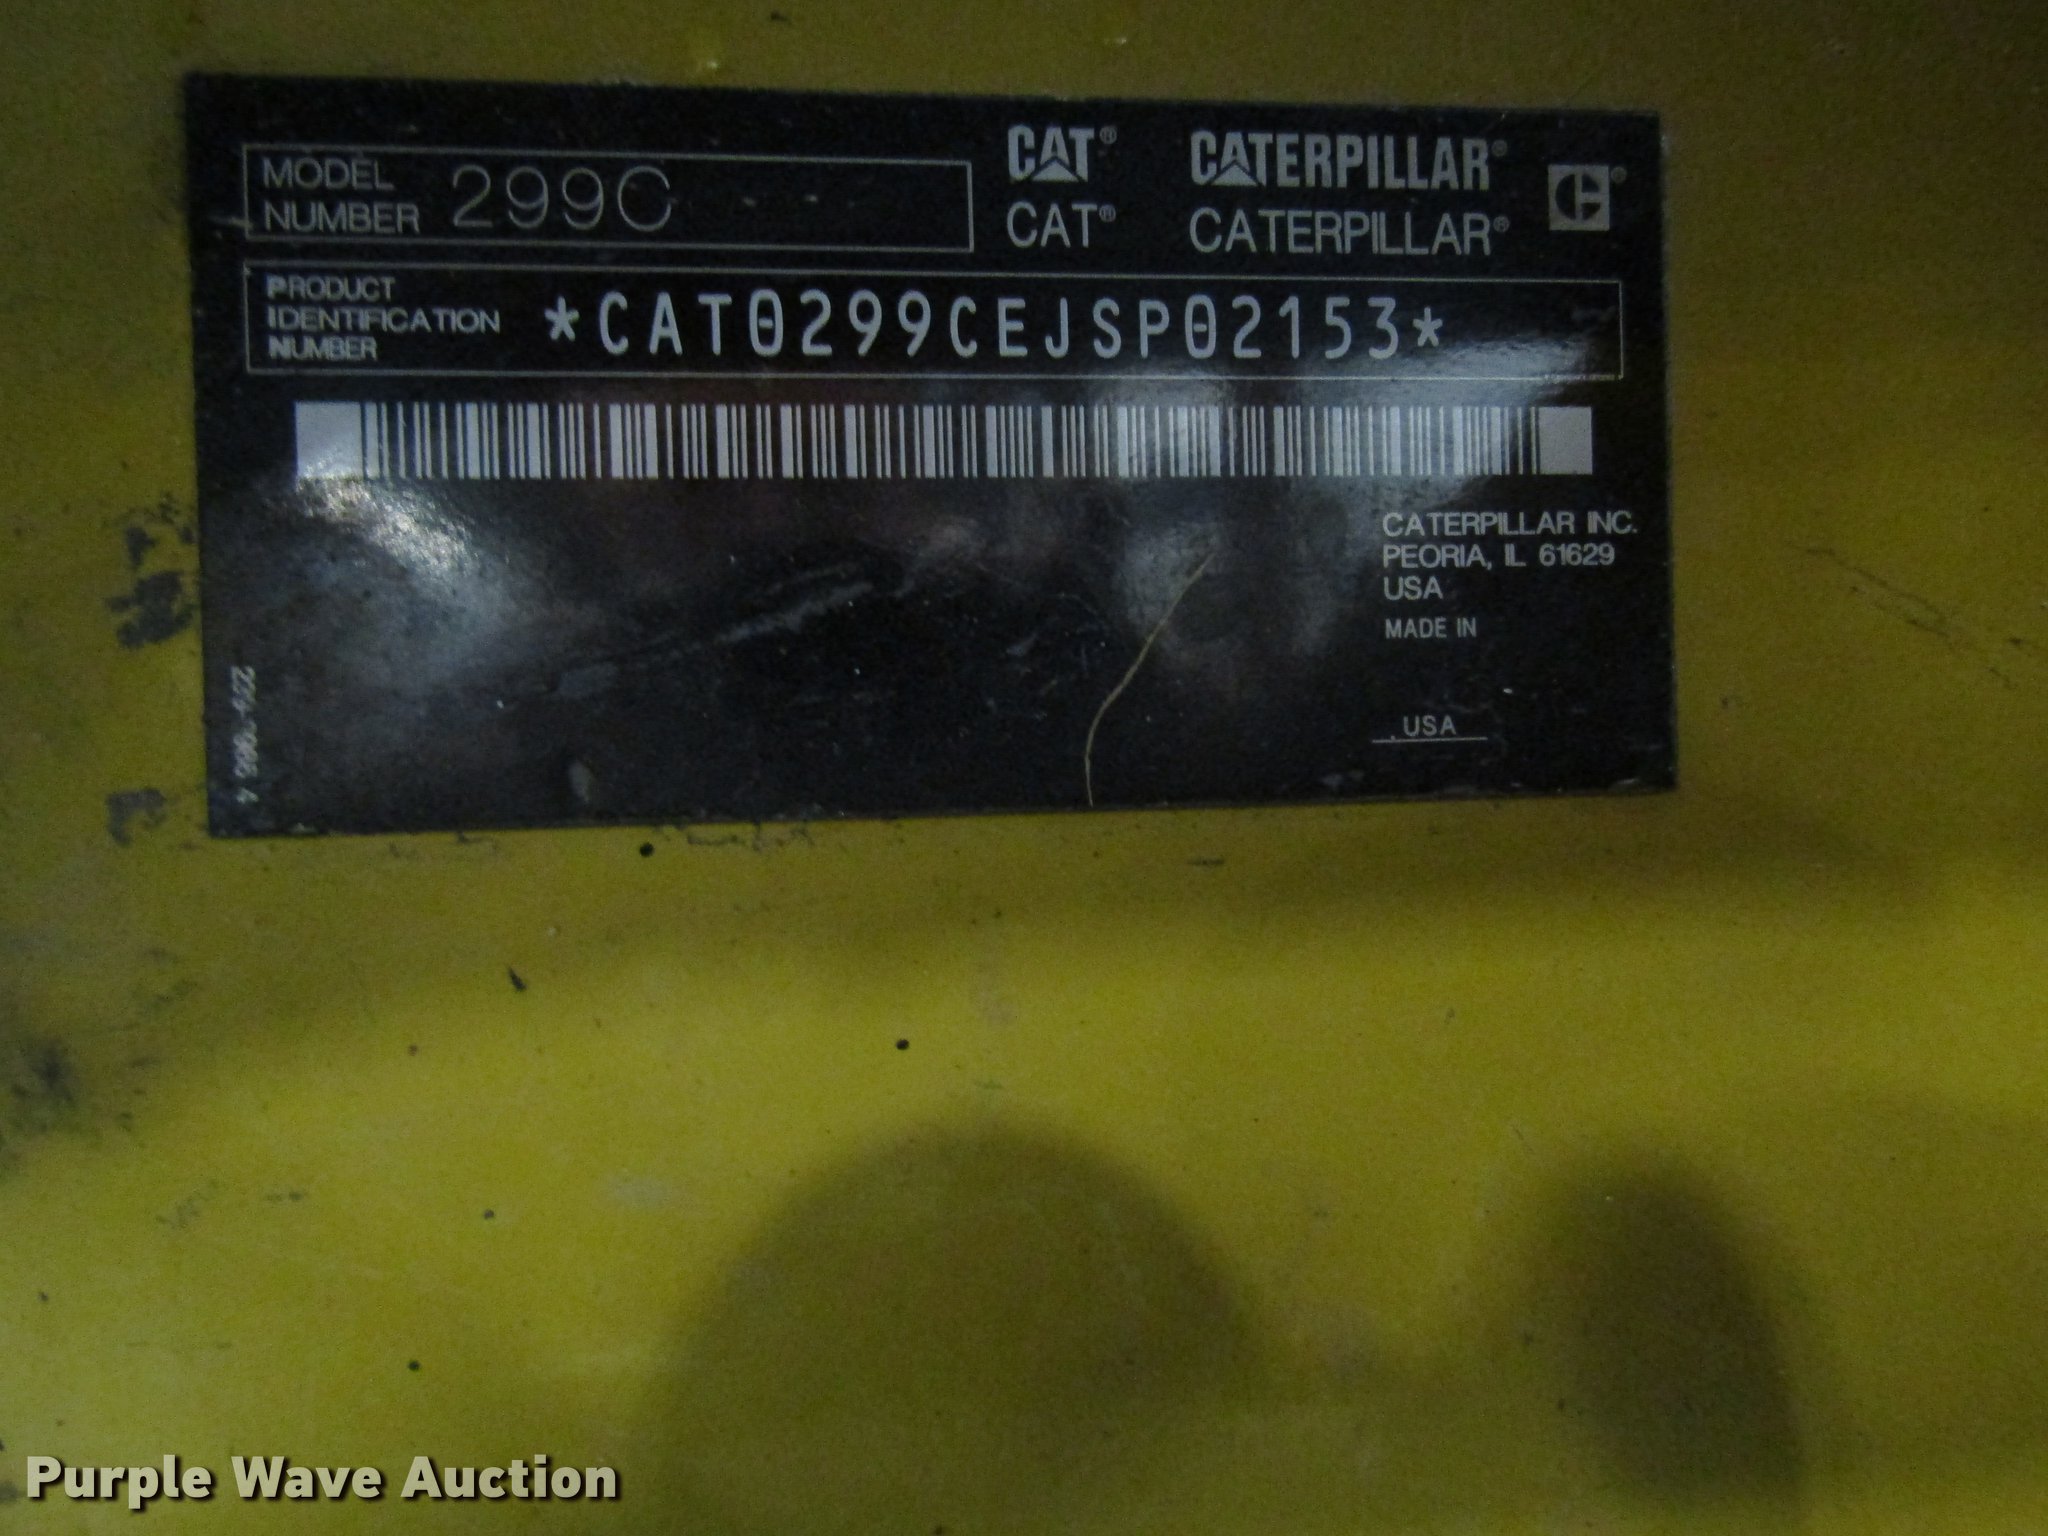 MODEL
NUMBER 299C
CAT® CATERPILLAR®
CAT® CATERPILLAR®
PRODUCT
IDENTIFICATION
NUMBER
*CAT0299CEJSP02153*
CATERPILLAR INC.
PEORIA, IL 61629
USA
MADE IN
USA
Purple Wave Auction